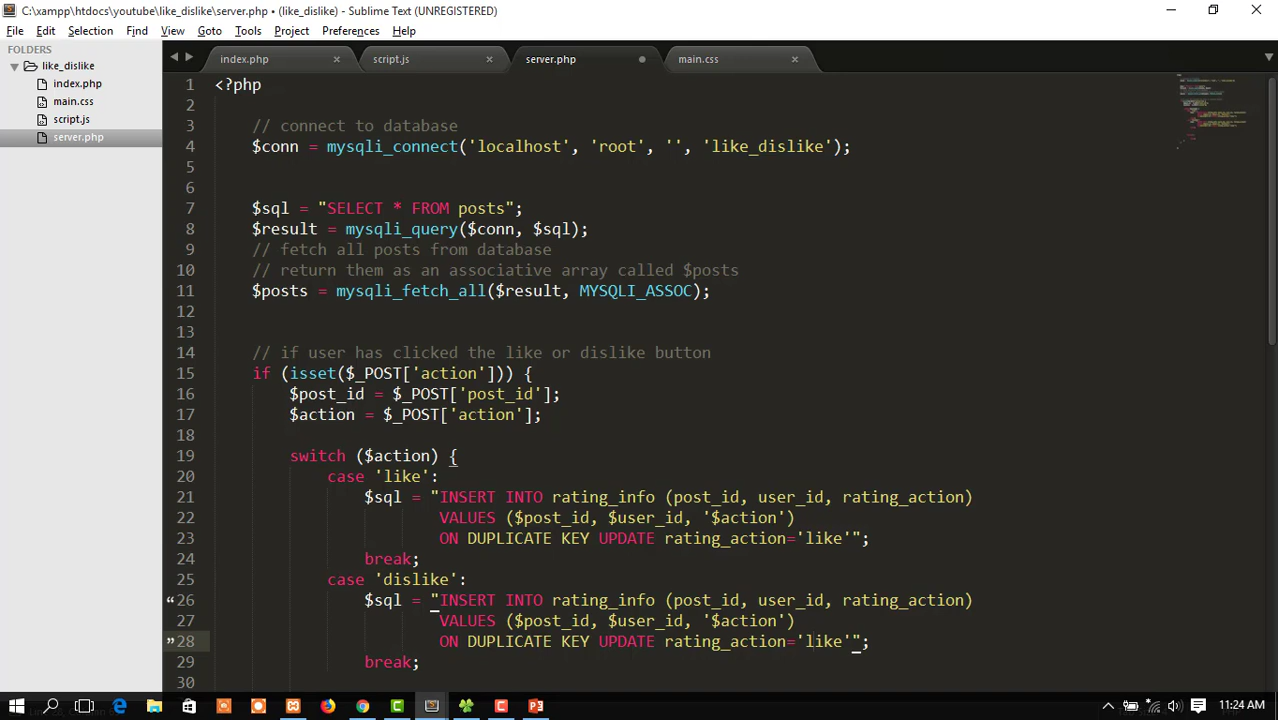 C:\xampp\htdocs\youtube\like_dislike\server.php • (like_dislike) - Sublime Text (UNREGISTERED)
File Edit Selection Find View Goto Tools Project Preferences Help
FOLDERS
like_dislike
index.php
main.css
script.js
server.php
index.php script.js server.php main.css
1 <?php
2
3 // connect to database
4 $conn = mysqli_connect('localhost', 'root', '', 'like_dislike');
5
6
7 $sql = "SELECT * FROM posts";
8 $result = mysqli_query($conn, $sql);
9 // fetch all posts from database
10 // return them as an associative array called $posts
11 $posts = mysqli_fetch_all($result, MYSQLI_ASSOC);
12
13
14 // if user has clicked the like or dislike button
15 if (isset($_POST['action'])) {
16 $post_id = $_POST['post_id'];
17 $action = $_POST['action'];
18
19 switch ($action) {
20 case 'like':
21 $sql = "INSERT INTO rating_info (post_id, user_id, rating_action)
22 VALUES ($post_id, $user_id, '$action')
23 ON DUPLICATE KEY UPDATE rating_action='like'";
24 break;
25 case 'dislike':
26 $sql = "INSERT INTO rating_info (post_id, user_id, rating_action)
27 VALUES ($post_id, $user_id, '$action')
28 ON DUPLICATE KEY UPDATE rating_action='like'";
29 break;
30
11:24 AM